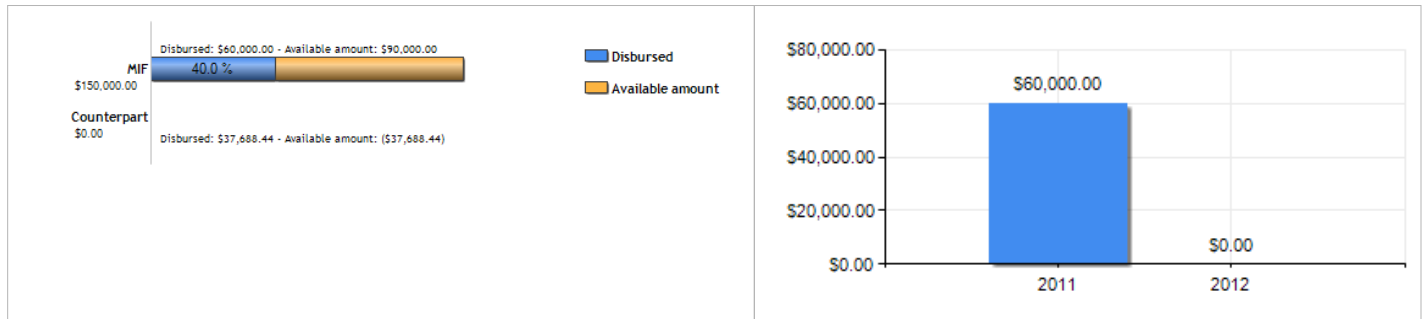 Disbursed: $60,000.00 - Available amount: $90,000.00
MIF
40.0 %
$150,000.00
Counterpart
$0.00
Disbursed: $37,688.44 - Available amount: ($37,688.44)
Disbursed
Available amount
$80,000.00
$60,000.00
$60,000.00
$40,000.00
$20,000.00
$0.00
$0.00
2011 2012